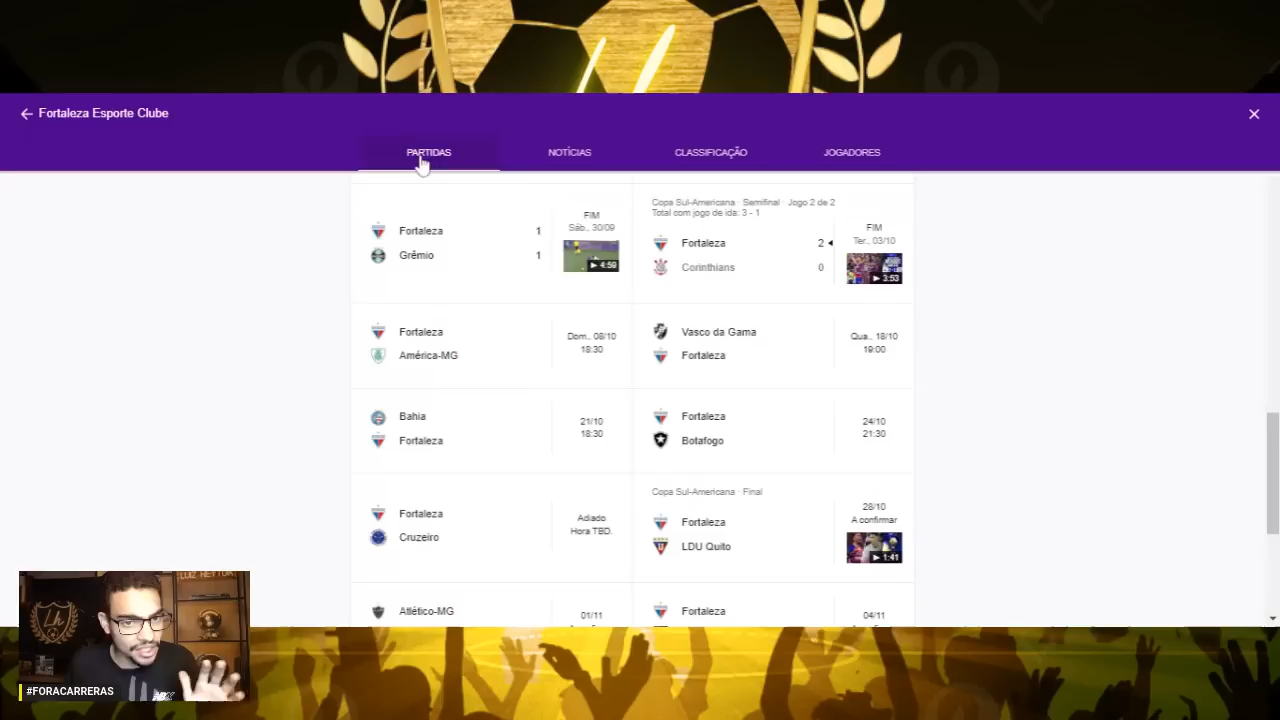 Fortaleza Esporte Clube
PARTIDAS
NOTÍCIAS
CLASSIFICAÇÃO
JOGADORES
Fortaleza 1
Grêmio 1
FIM
Sáb., 30/09
4:59
Copa Sul-Americana · Semifinal · Jogo 2 de 2
Total com jogo de ida: 3 - 1
Fortaleza 2
Corinthians 0
FIM
Ter., 03/10
3:53
Fortaleza
América-MG
Dom., 08/10
18:30
Vasco da Gama
Fortaleza
Qua., 18/10
19:00
Bahia
Fortaleza
21/10
18:30
Fortaleza
Botafogo
24/10
21:30
Fortaleza
Cruzeiro
Adiado
Hora TBD.
Copa Sul-Americana · Final
Fortaleza
LDU Quito
28/10
A confirmar
1:41
Atlético-MG
01/11
Fortaleza
04/11
LUIZ HEYTOR
Lh
#FORACARRERAS